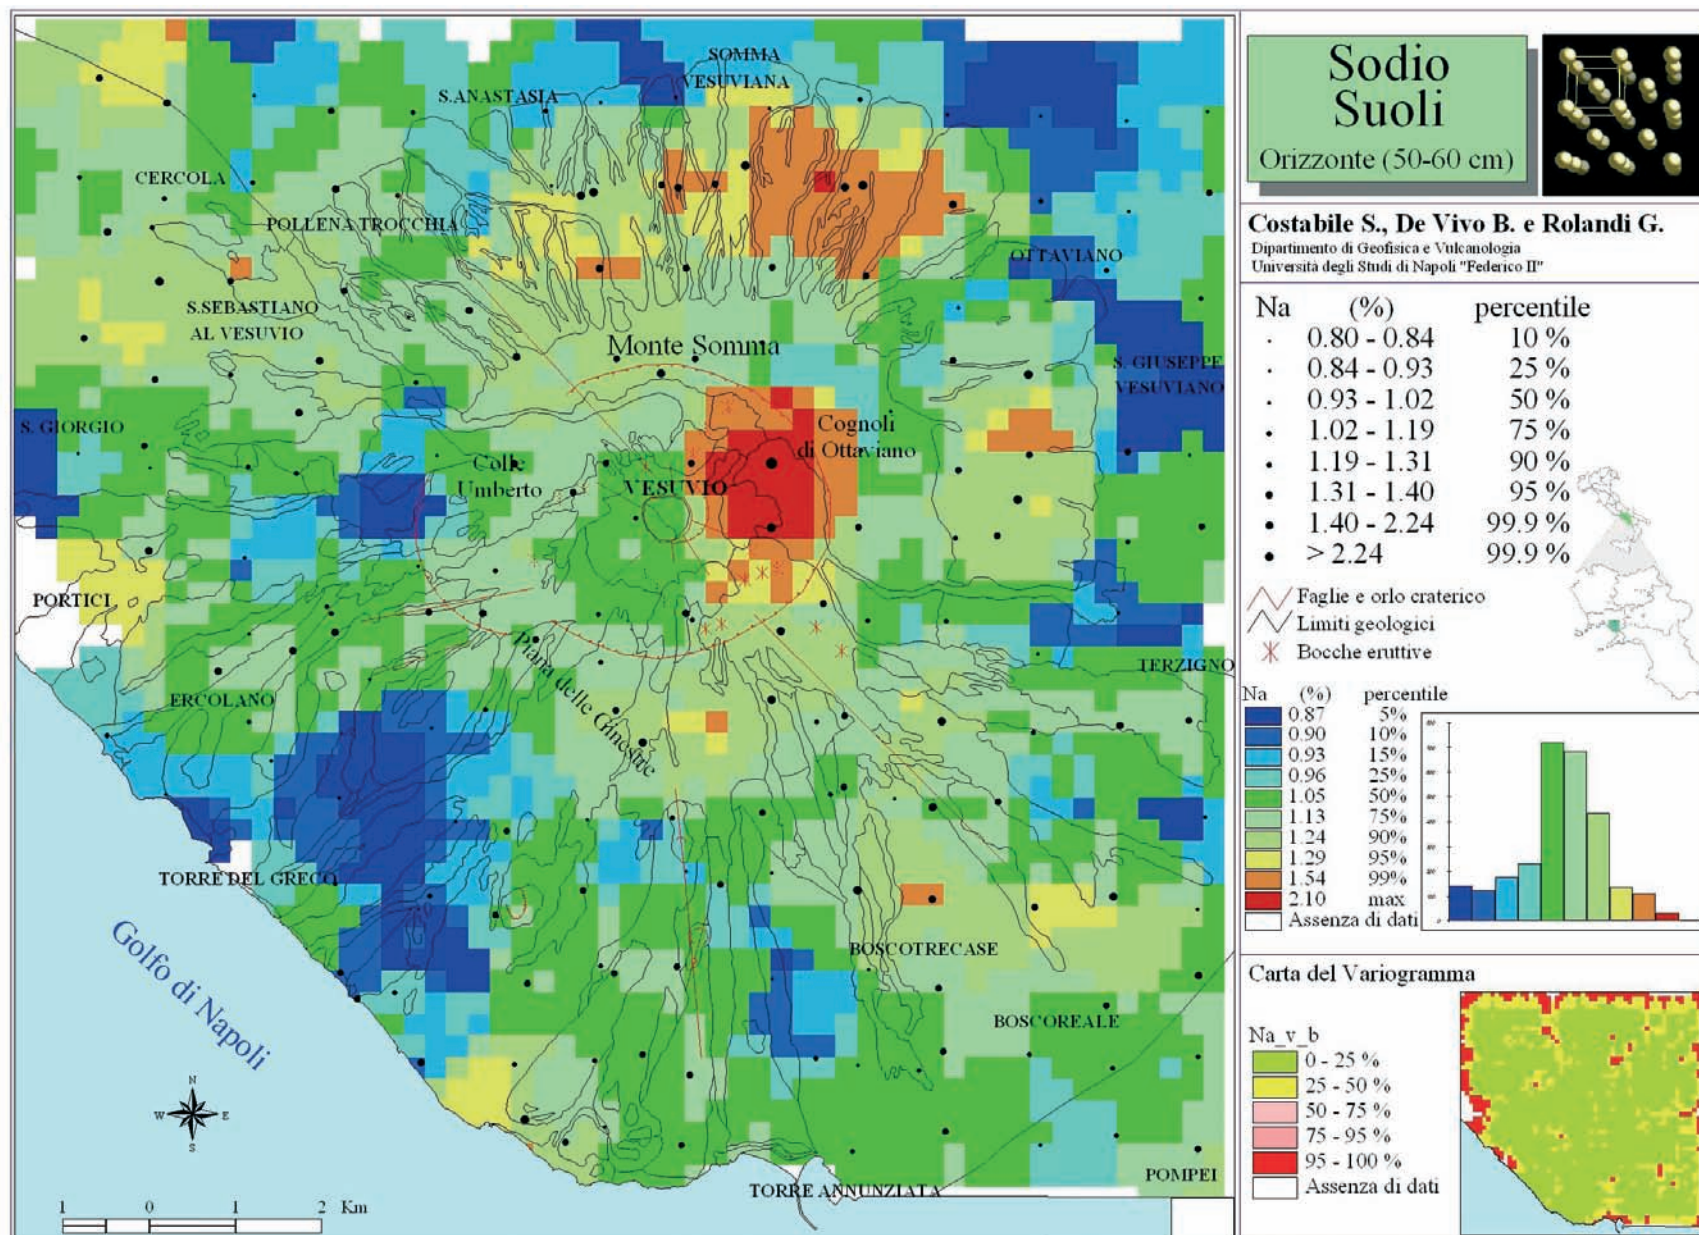 SOMMA
VESUVIANA
S.ANASTASIA
CERCOLA
POLLENA TROCCHIA
OTTAVIANO
S.SEBASTIANO
AL VESUVIO
Monte Somma
S. GIUSEPPE
VESUVIANO
S. GIORGIO
Cognoli
di Ottaviano
Colle
Umberto
VESUVIO
PORTICI
TERZIGNO
ERCOLANO
Piana delle Ginestre
TORRE DEL GRECO
BOSCOTRECASE
Golfo di Napoli
BOSCOREALE
N
W E
S
POMPEI
TORRE ANNUNZIATA
1 0 1 2 Km
Sodio
Suoli
Orizzonte (50-60 cm)
Costabile S., De Vivo B. e Rolandi G.
Dipartimento di Geofisica e Vulcanologia
Università degli Studi di Napoli "Federico II"
Na (%) percentile
0.80 - 0.84 10 %
0.84 - 0.93 25 %
0.93 - 1.02 50 %
1.02 - 1.19 75 %
1.19 - 1.31 90 %
1.31 - 1.40 95 %
1.40 - 2.24 99.9 %
> 2.24 99.9 %
Faglie e orlo craterico
Limiti geologici
Bocche eruttive
Na (%) percentile
0.87 5%
0.90 10%
0.93 15%
0.96 25%
1.05 50%
1.13 75%
1.24 90%
1.29 95%
1.54 99%
2.10 max
Assenza di dati
Carta del Variogramma
Na_v_b
0 - 25 %
25 - 50 %
50 - 75 %
75 - 95 %
95 - 100 %
Assenza di dati